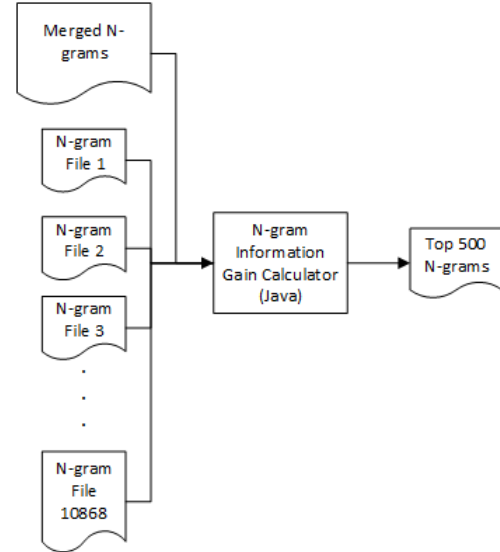 Merged N-
grams
N-gram
File 1
N-gram
File 2
N-gram
File 3
.
.
.
N-gram
File
10868
N-gram
Information
Gain Calculator
(Java)
Top 500
N-grams